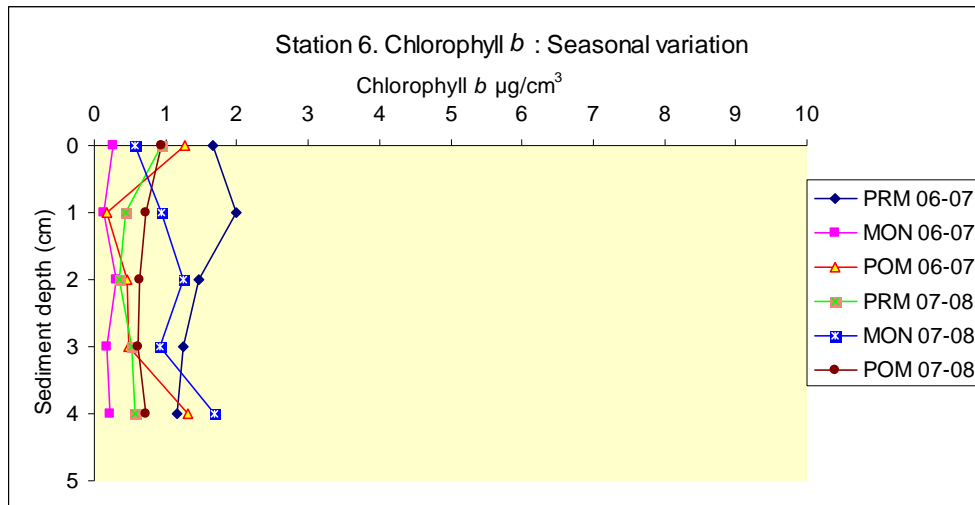 Station 6. Chlorophyll b : Seasonal variation
Chlorophyll b µg/cm³
0 1 2 3 4 5 6 7 8 9 10
0
1
2
3
4
5
Sediment depth (cm)
PRM 06-07
MON 06-07
POM 06-07
PRM 07-08
MON 07-08
POM 07-08